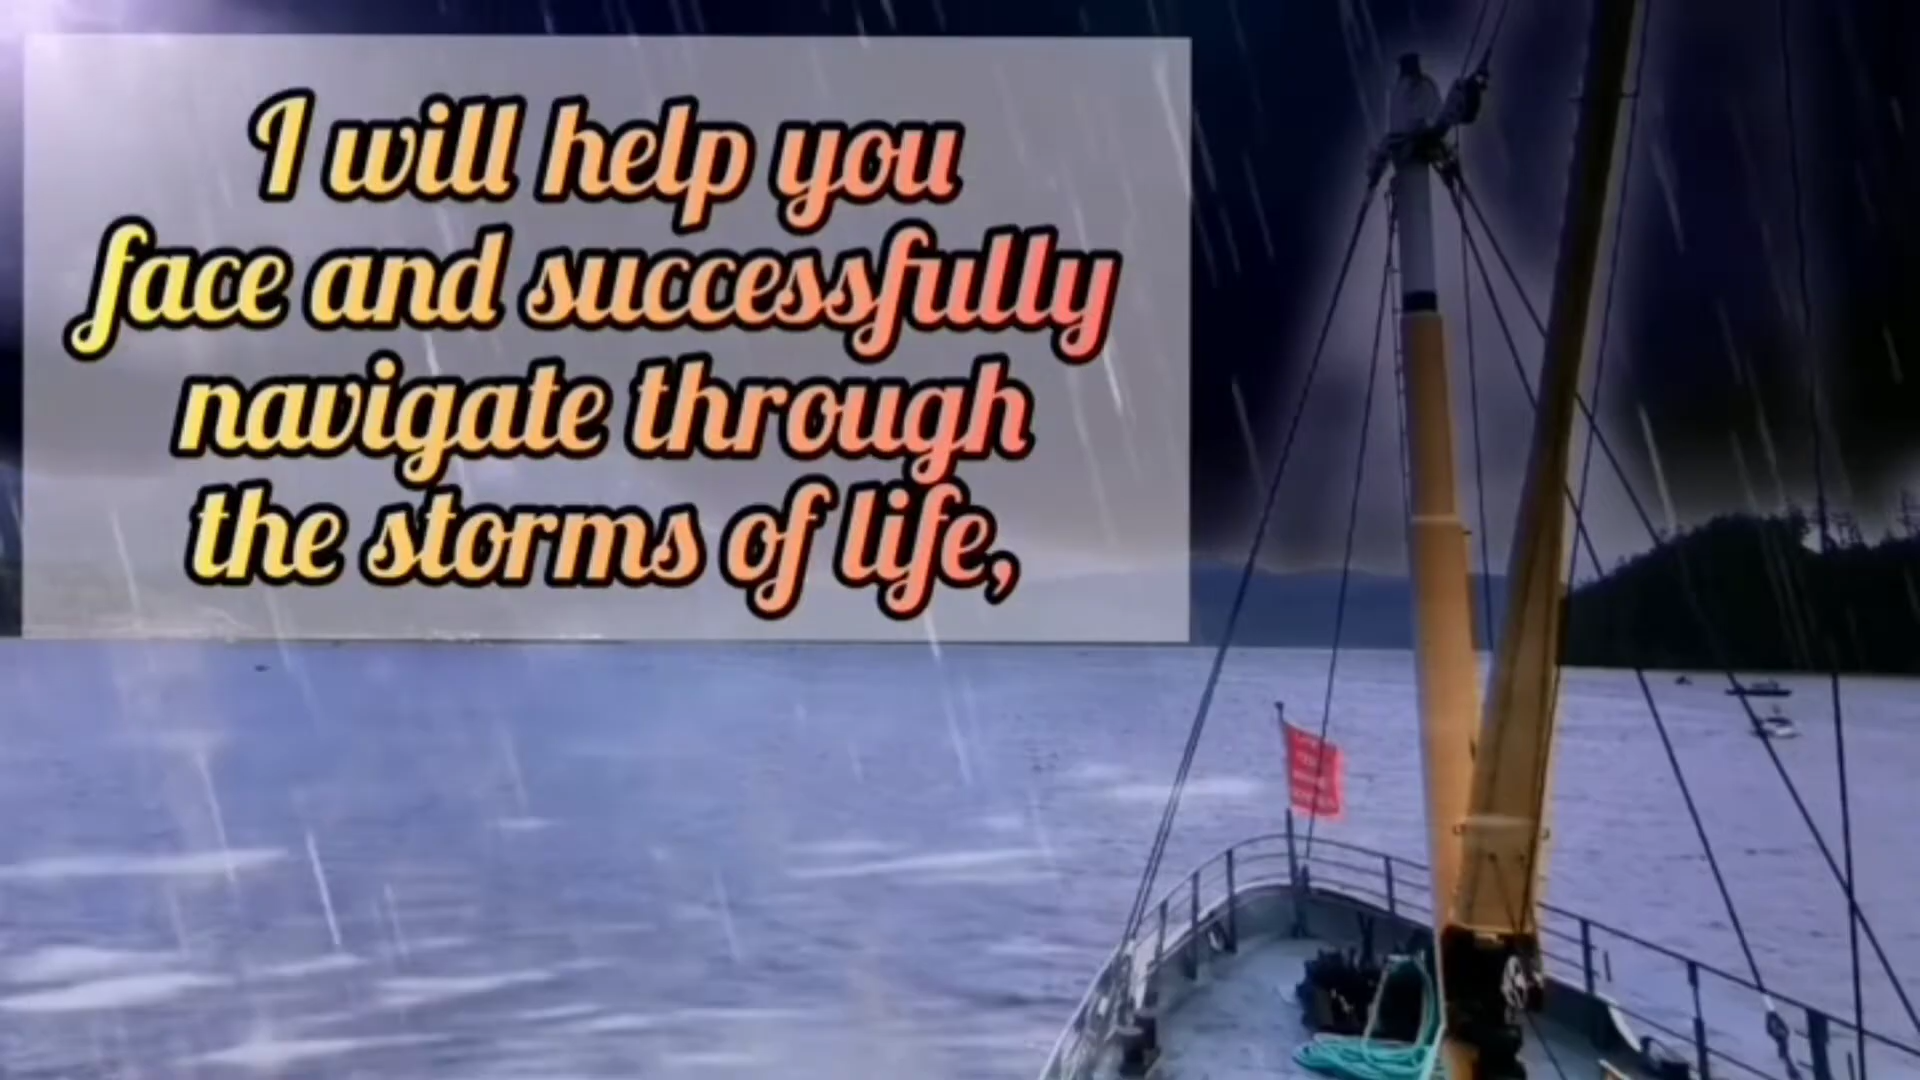 I will help you
face and successfully
navigate through
the storms of life,